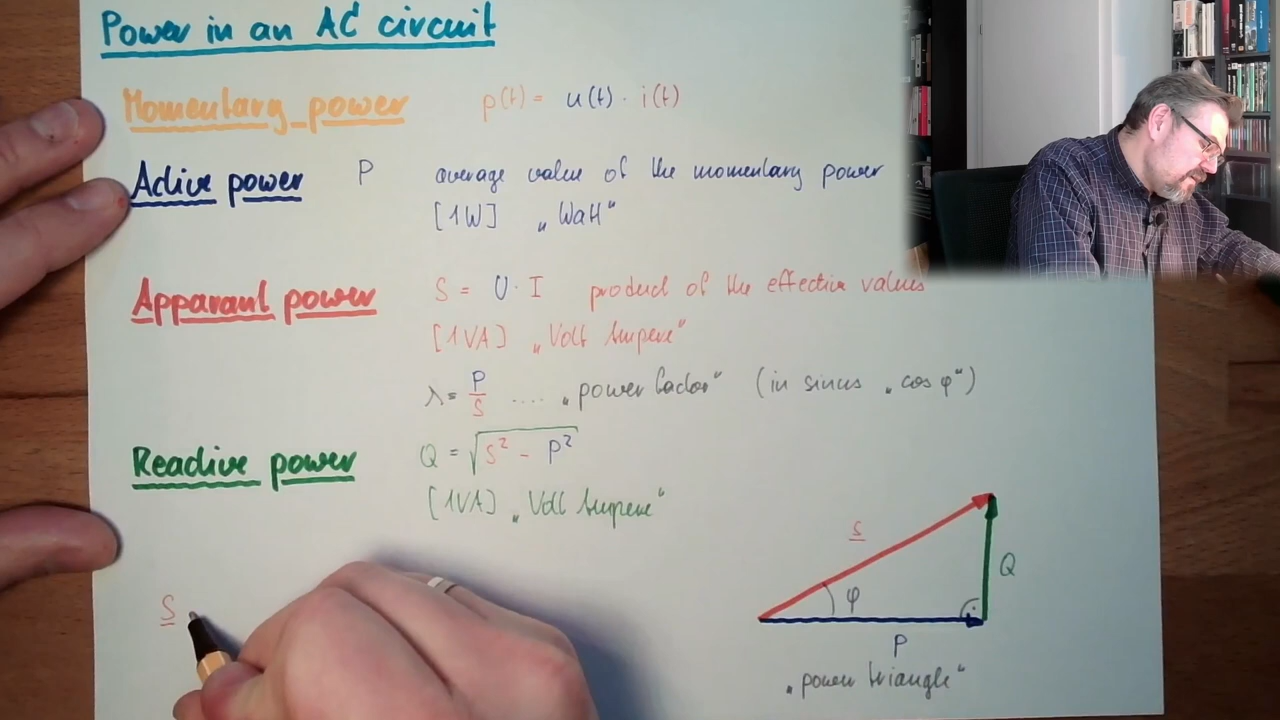 Power in an AC circuit
Momentary power p(t) = u(t) · i(t)
Active power P average value of the momentary power
[1W] „Watt“
Apparant power S = U · I product of the effective values
[1VA] „Volt Ampere“
λ = P/S .... „power factor“ (in sinus „cos φ“)
Reactive power Q = √(S² - P²)
[1VA] „Volt Ampere“
S
Q
φ
S
P
„power triangle“